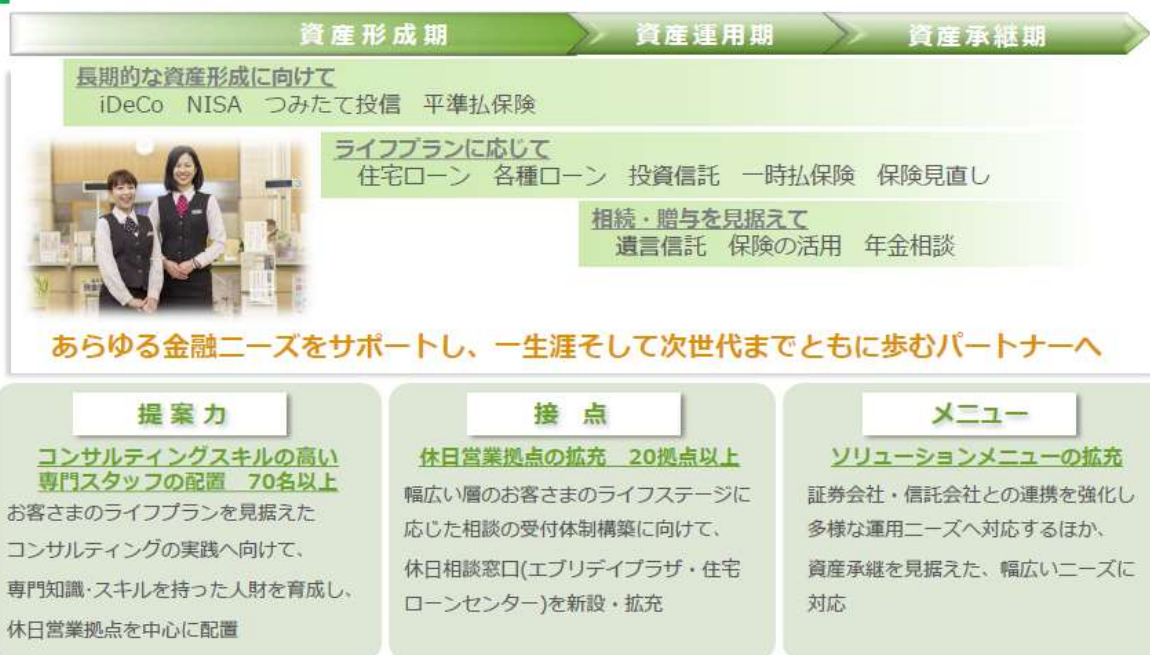 資産形成期 資産運用期 資産承継期
長期的な資産形成に向けて
iDeCo NISA つみたて投信 平準払保険
ライフプランに応じて
住宅ローン 各種ローン 投資信託 一時払保険 保険見直し
相続・贈与を見据えて
遺言信託 保険の活用 年金相談
あらゆる金融ニーズをサポートし、一生涯そして次世代までともに歩むパートナーへ
提案力
コンサルティングスキルの高い
専門スタッフの配置 70名以上
お客さまのライフプランを見据えた
コンサルティングの実践へ向けて、
専門知識・スキルを持った人財を育成し、
休日営業拠点を中心に配置
接 点
休日営業拠点の拡充 20拠点以上
幅広い層のお客さまのライフステージに
応じた相談の受付体制構築に向けて、
休日相談窓口(エブリデイプラザ・住宅
ローンセンター)を新設・拡充
メニュー
ソリューションメニューの拡充
証券会社・信託会社との連携を強化し
多様な運用ニーズへ対応するほか、
資産承継を見据えた、幅広いニーズに
対応